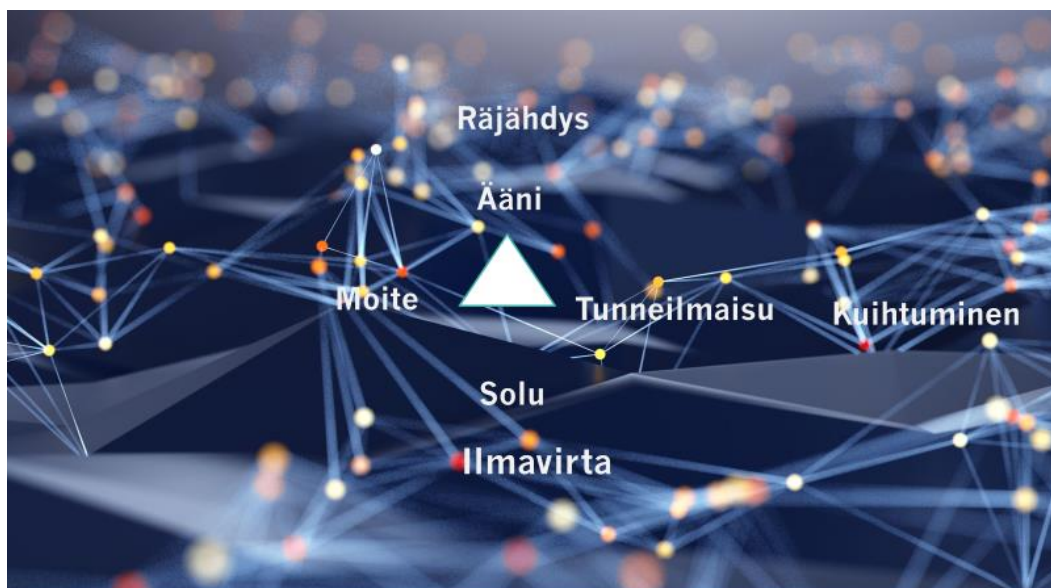 Räjähdys
Ääni
Moite
Tunneilmaisu
Kuihtuminen
Solu
Ilmavirta